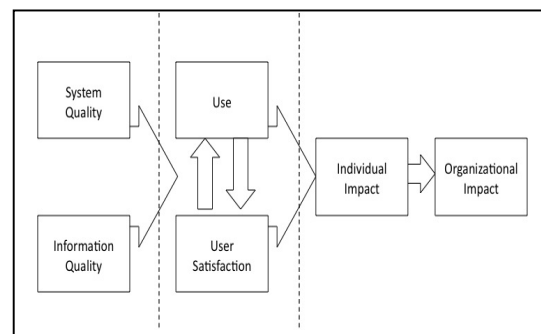 System
Quality
Use
Individual
Impact
Organizational
Impact
Information
Quality
User
Satisfaction